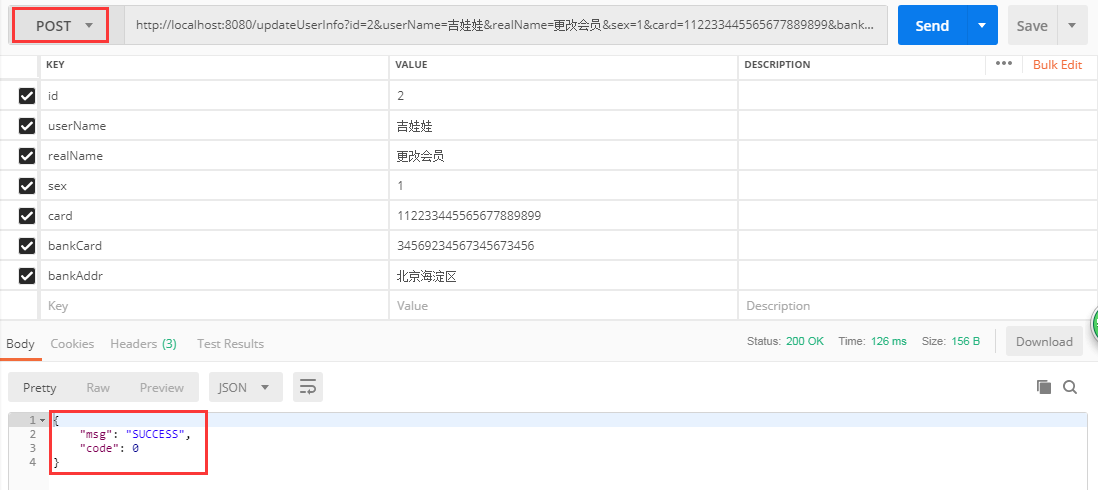 POST http://localhost:8080/updateUserInfo?id=2&userName=吉娃娃&realName=更改会员&sex=1&card=112233445565677889899&bank... Send Save
KEY VALUE DESCRIPTION ••• Bulk Edit
id 2
userName 吉娃娃
realName 更改会员
sex 1
card 112233445565677889899
bankCard 34569234567345673456
bankAddr 北京海淀区
Key Value Description
Body Cookies Headers (3) Test Results Status: 200 OK Time: 126 ms Size: 156 B Download
Pretty Raw Preview JSON
1 {
2 "msg": "SUCCESS",
3 "code": 0
4 }